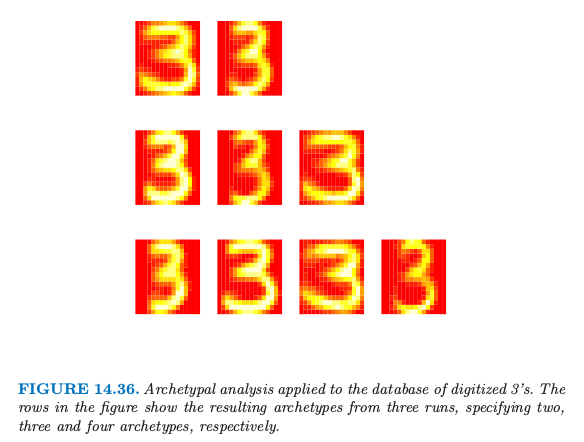 FIGURE 14.36. Archetypal analysis applied to the database of digitized 3's. The
rows in the figure show the resulting archetypes from three runs, specifying two,
three and four archetypes, respectively.